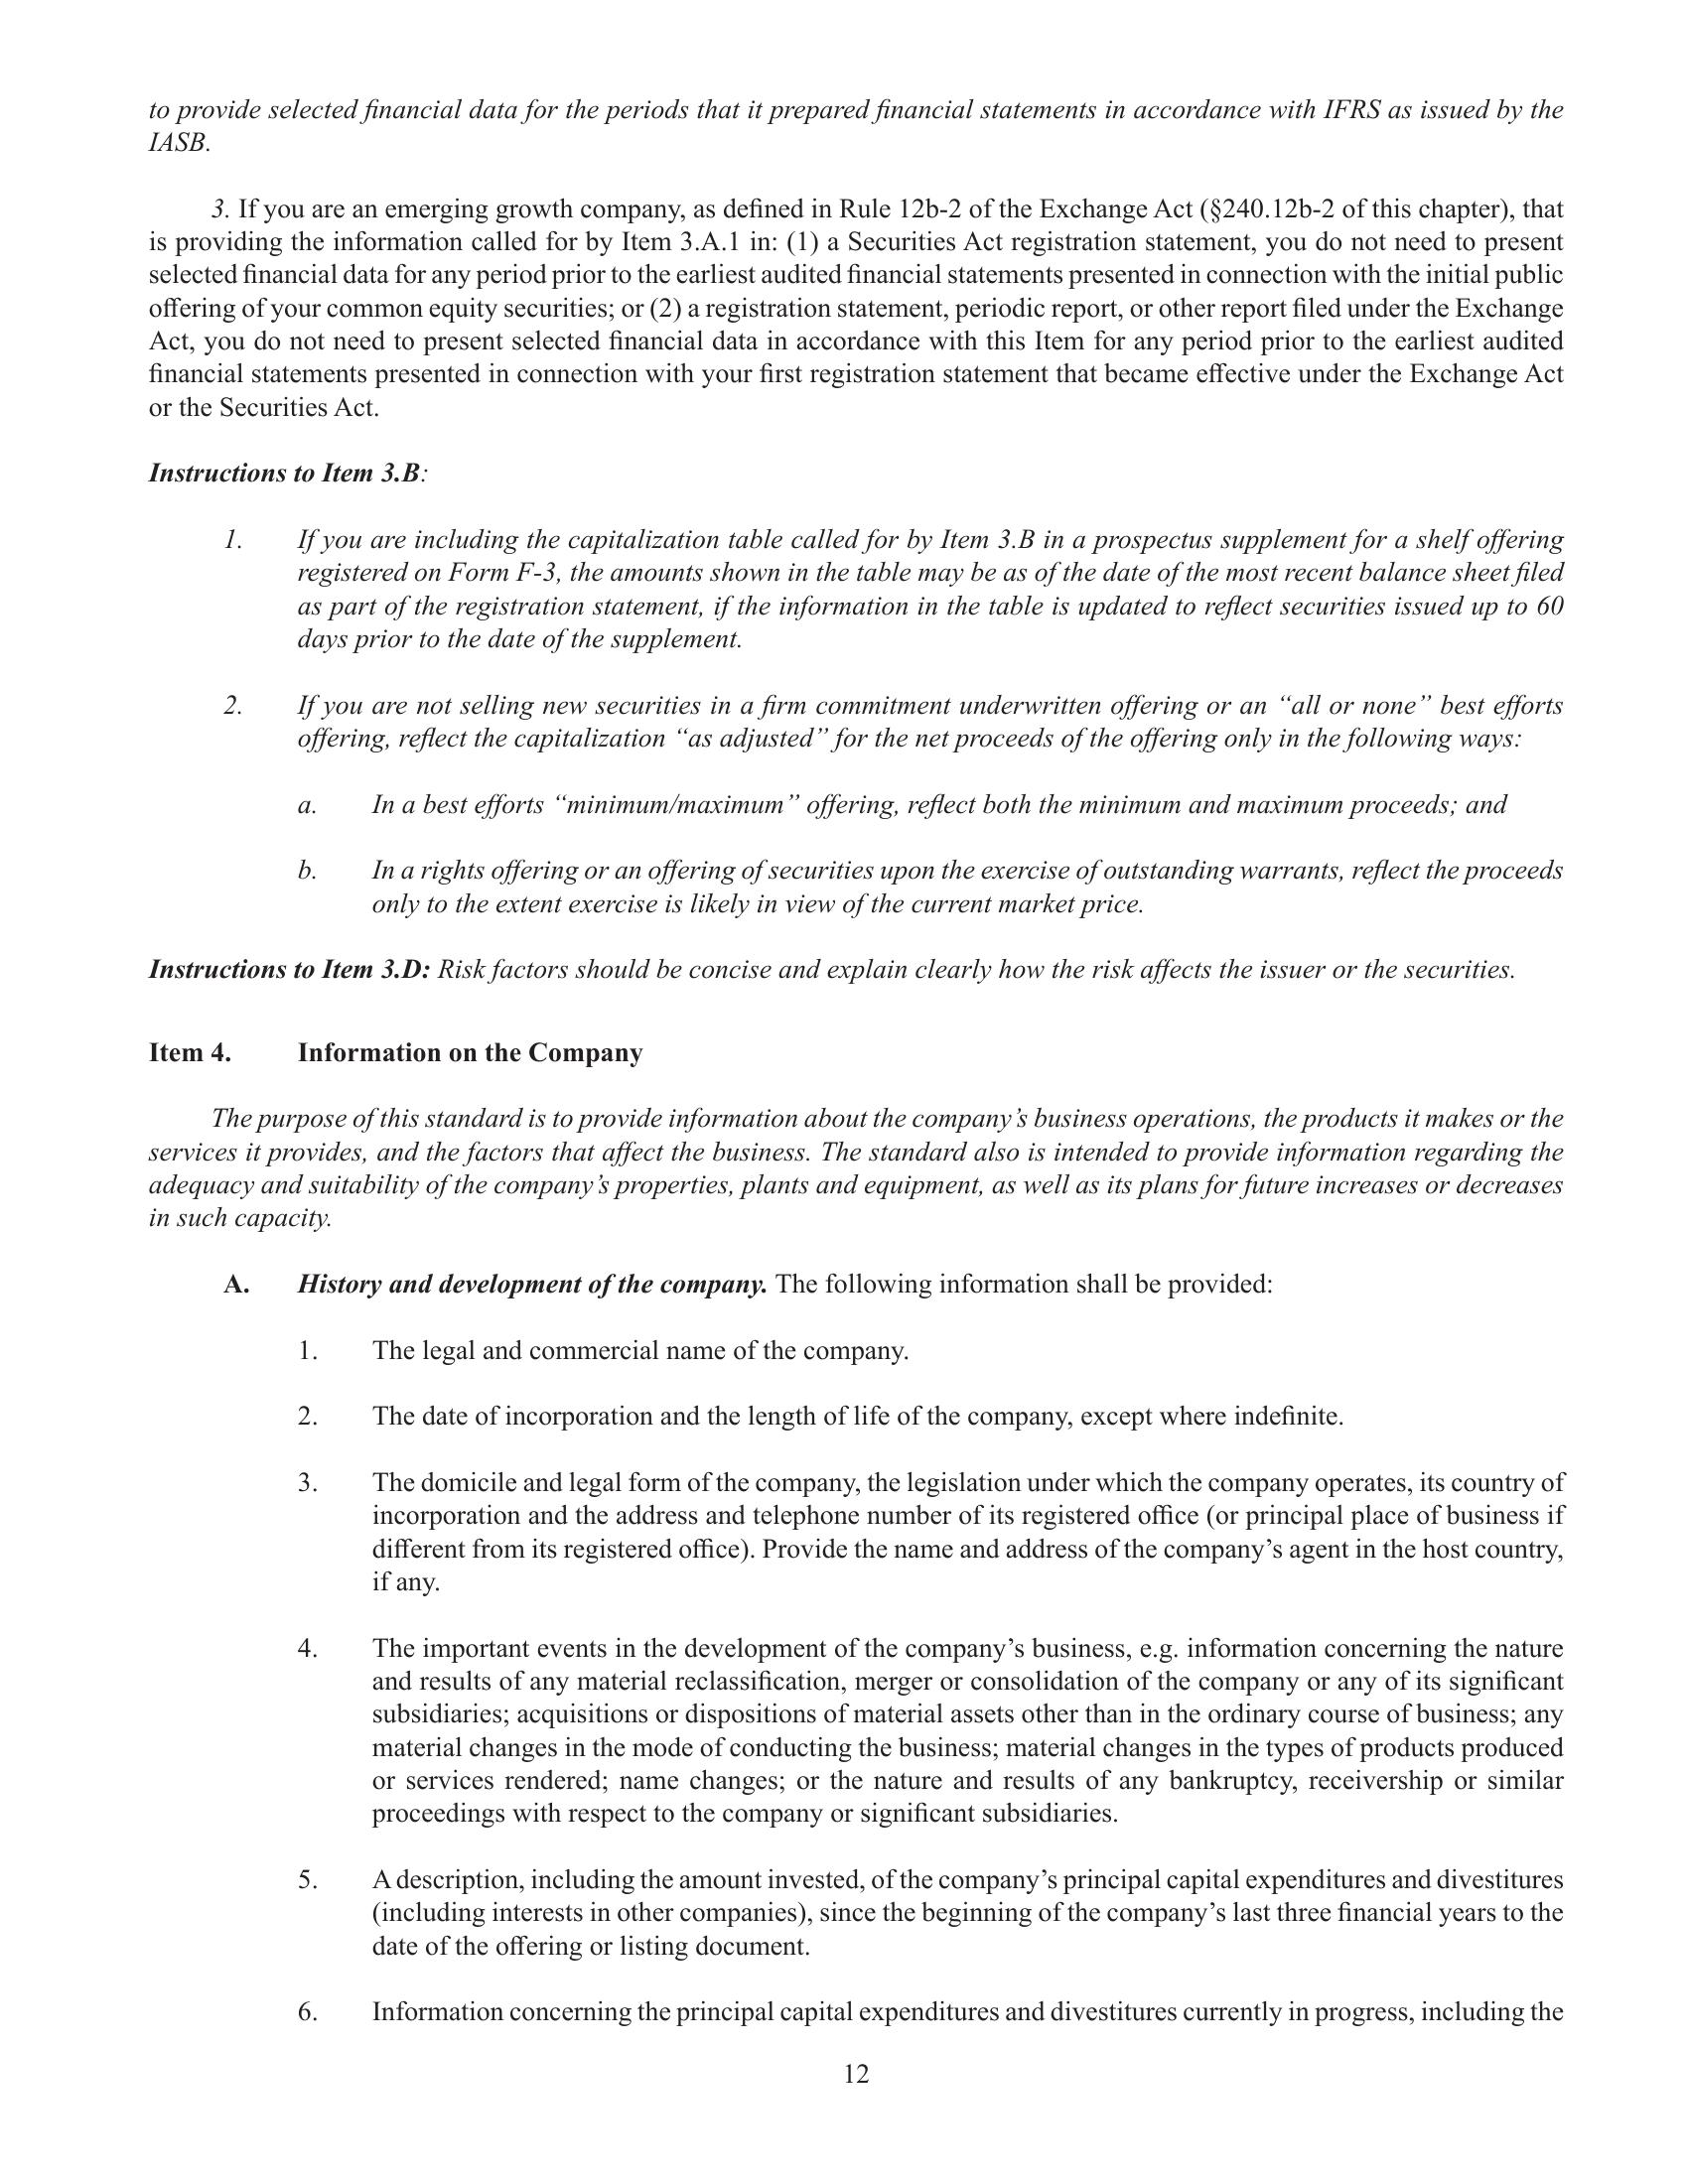 to provide selected financial data for the periods that it prepared financial statements in accordance with IFRS as issued by the
IASB.
3. If you are an emerging growth company, as defined in Rule 12b-2 of the Exchange Act (§240.12b-2 of this chapter), that
is providing the information called for by Item 3.A.1 in: (1) a Securities Act registration statement, you do not need to present
selected financial data for any period prior to the earliest audited financial statements presented in connection with the initial public
offering of your common equity securities; or (2) a registration statement, periodic report, or other report filed under the Exchange
Act, you do not need to present selected financial data in accordance with this Item for any period prior to the earliest audited
financial statements presented in connection with your first registration statement that became effective under the Exchange Act
or the Securities Act.
Instructions to Item 3.B:
1. If you are including the capitalization table called for by Item 3.B in a prospectus supplement for a shelf offering
registered on Form F-3, the amounts shown in the table may be as of the date of the most recent balance sheet filed
as part of the registration statement, if the information in the table is updated to reflect securities issued up to 60
days prior to the date of the supplement.
2. If you are not selling new securities in a firm commitment underwritten offering or an “all or none” best efforts
offering, reflect the capitalization “as adjusted” for the net proceeds of the offering only in the following ways:
a. In a best efforts “minimum/maximum” offering, reflect both the minimum and maximum proceeds; and
b. In a rights offering or an offering of securities upon the exercise of outstanding warrants, reflect the proceeds
only to the extent exercise is likely in view of the current market price.
Instructions to Item 3.D: Risk factors should be concise and explain clearly how the risk affects the issuer or the securities.
Item 4. Information on the Company
The purpose of this standard is to provide information about the company’s business operations, the products it makes or the
services it provides, and the factors that affect the business. The standard also is intended to provide information regarding the
adequacy and suitability of the company’s properties, plants and equipment, as well as its plans for future increases or decreases
in such capacity.
A. History and development of the company. The following information shall be provided:
1. The legal and commercial name of the company.
2. The date of incorporation and the length of life of the company, except where indefinite.
3. The domicile and legal form of the company, the legislation under which the company operates, its country of
incorporation and the address and telephone number of its registered office (or principal place of business if
different from its registered office). Provide the name and address of the company’s agent in the host country,
if any.
4. The important events in the development of the company’s business, e.g. information concerning the nature
and results of any material reclassification, merger or consolidation of the company or any of its significant
subsidiaries; acquisitions or dispositions of material assets other than in the ordinary course of business; any
material changes in the mode of conducting the business; material changes in the types of products produced
or services rendered; name changes; or the nature and results of any bankruptcy, receivership or similar
proceedings with respect to the company or significant subsidiaries.
5. A description, including the amount invested, of the company’s principal capital expenditures and divestitures
(including interests in other companies), since the beginning of the company’s last three financial years to the
date of the offering or listing document.
6. Information concerning the principal capital expenditures and divestitures currently in progress, including the
12